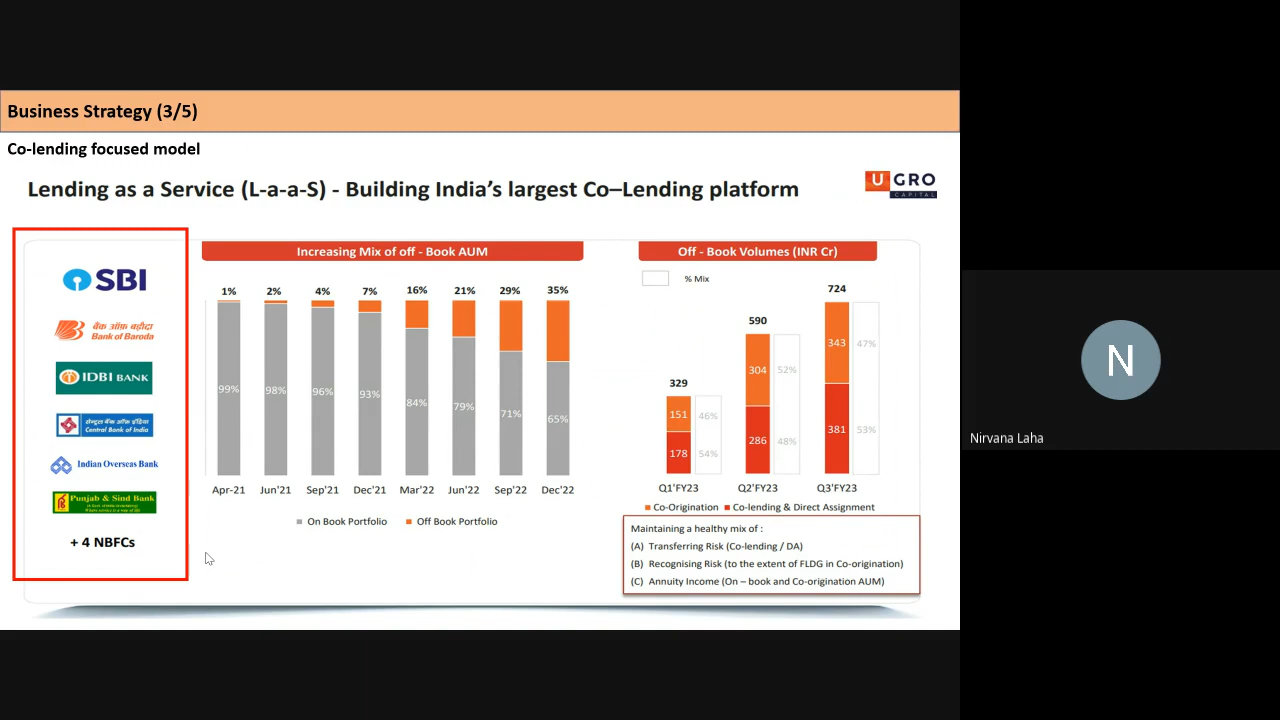 Business Strategy (3/5)
Co-lending focused model
Lending as a Service (L-a-a-S) - Building India's largest Co–Lending platform
U GRO
CAPITAL
SBI
बैंक ऑफ़ बड़ौदा
Bank of Baroda
IDBI BANK
सेन्ट्रल बैंक ऑफ इंडिया
Central Bank of India
Indian Overseas Bank
Punjab & Sind Bank
+ 4 NBFCs
Increasing Mix of off - Book AUM
1% 2% 4% 7% 16% 21% 29% 35%
99% 98% 96% 93% 84% 79% 71% 65%
Apr-21 Jun'21 Sep'21 Dec'21 Mar'22 Jun'22 Sep'22 Dec'22
On Book Portfolio Off Book Portfolio
Off - Book Volumes (INR Cr)
% Mix
329 590 724
151 46% 304 52% 343 47%
178 54% 286 48% 381 53%
Q1'FY23 Q2'FY23 Q3'FY23
Co-Origination Co-lending & Direct Assignment
Maintaining a healthy mix of :
(A) Transferring Risk (Co-lending / DA)
(B) Recognising Risk (to the extent of FLDG in Co-origination)
(C) Annuity Income (On – book and Co-origination AUM)
N
Nirvana Laha